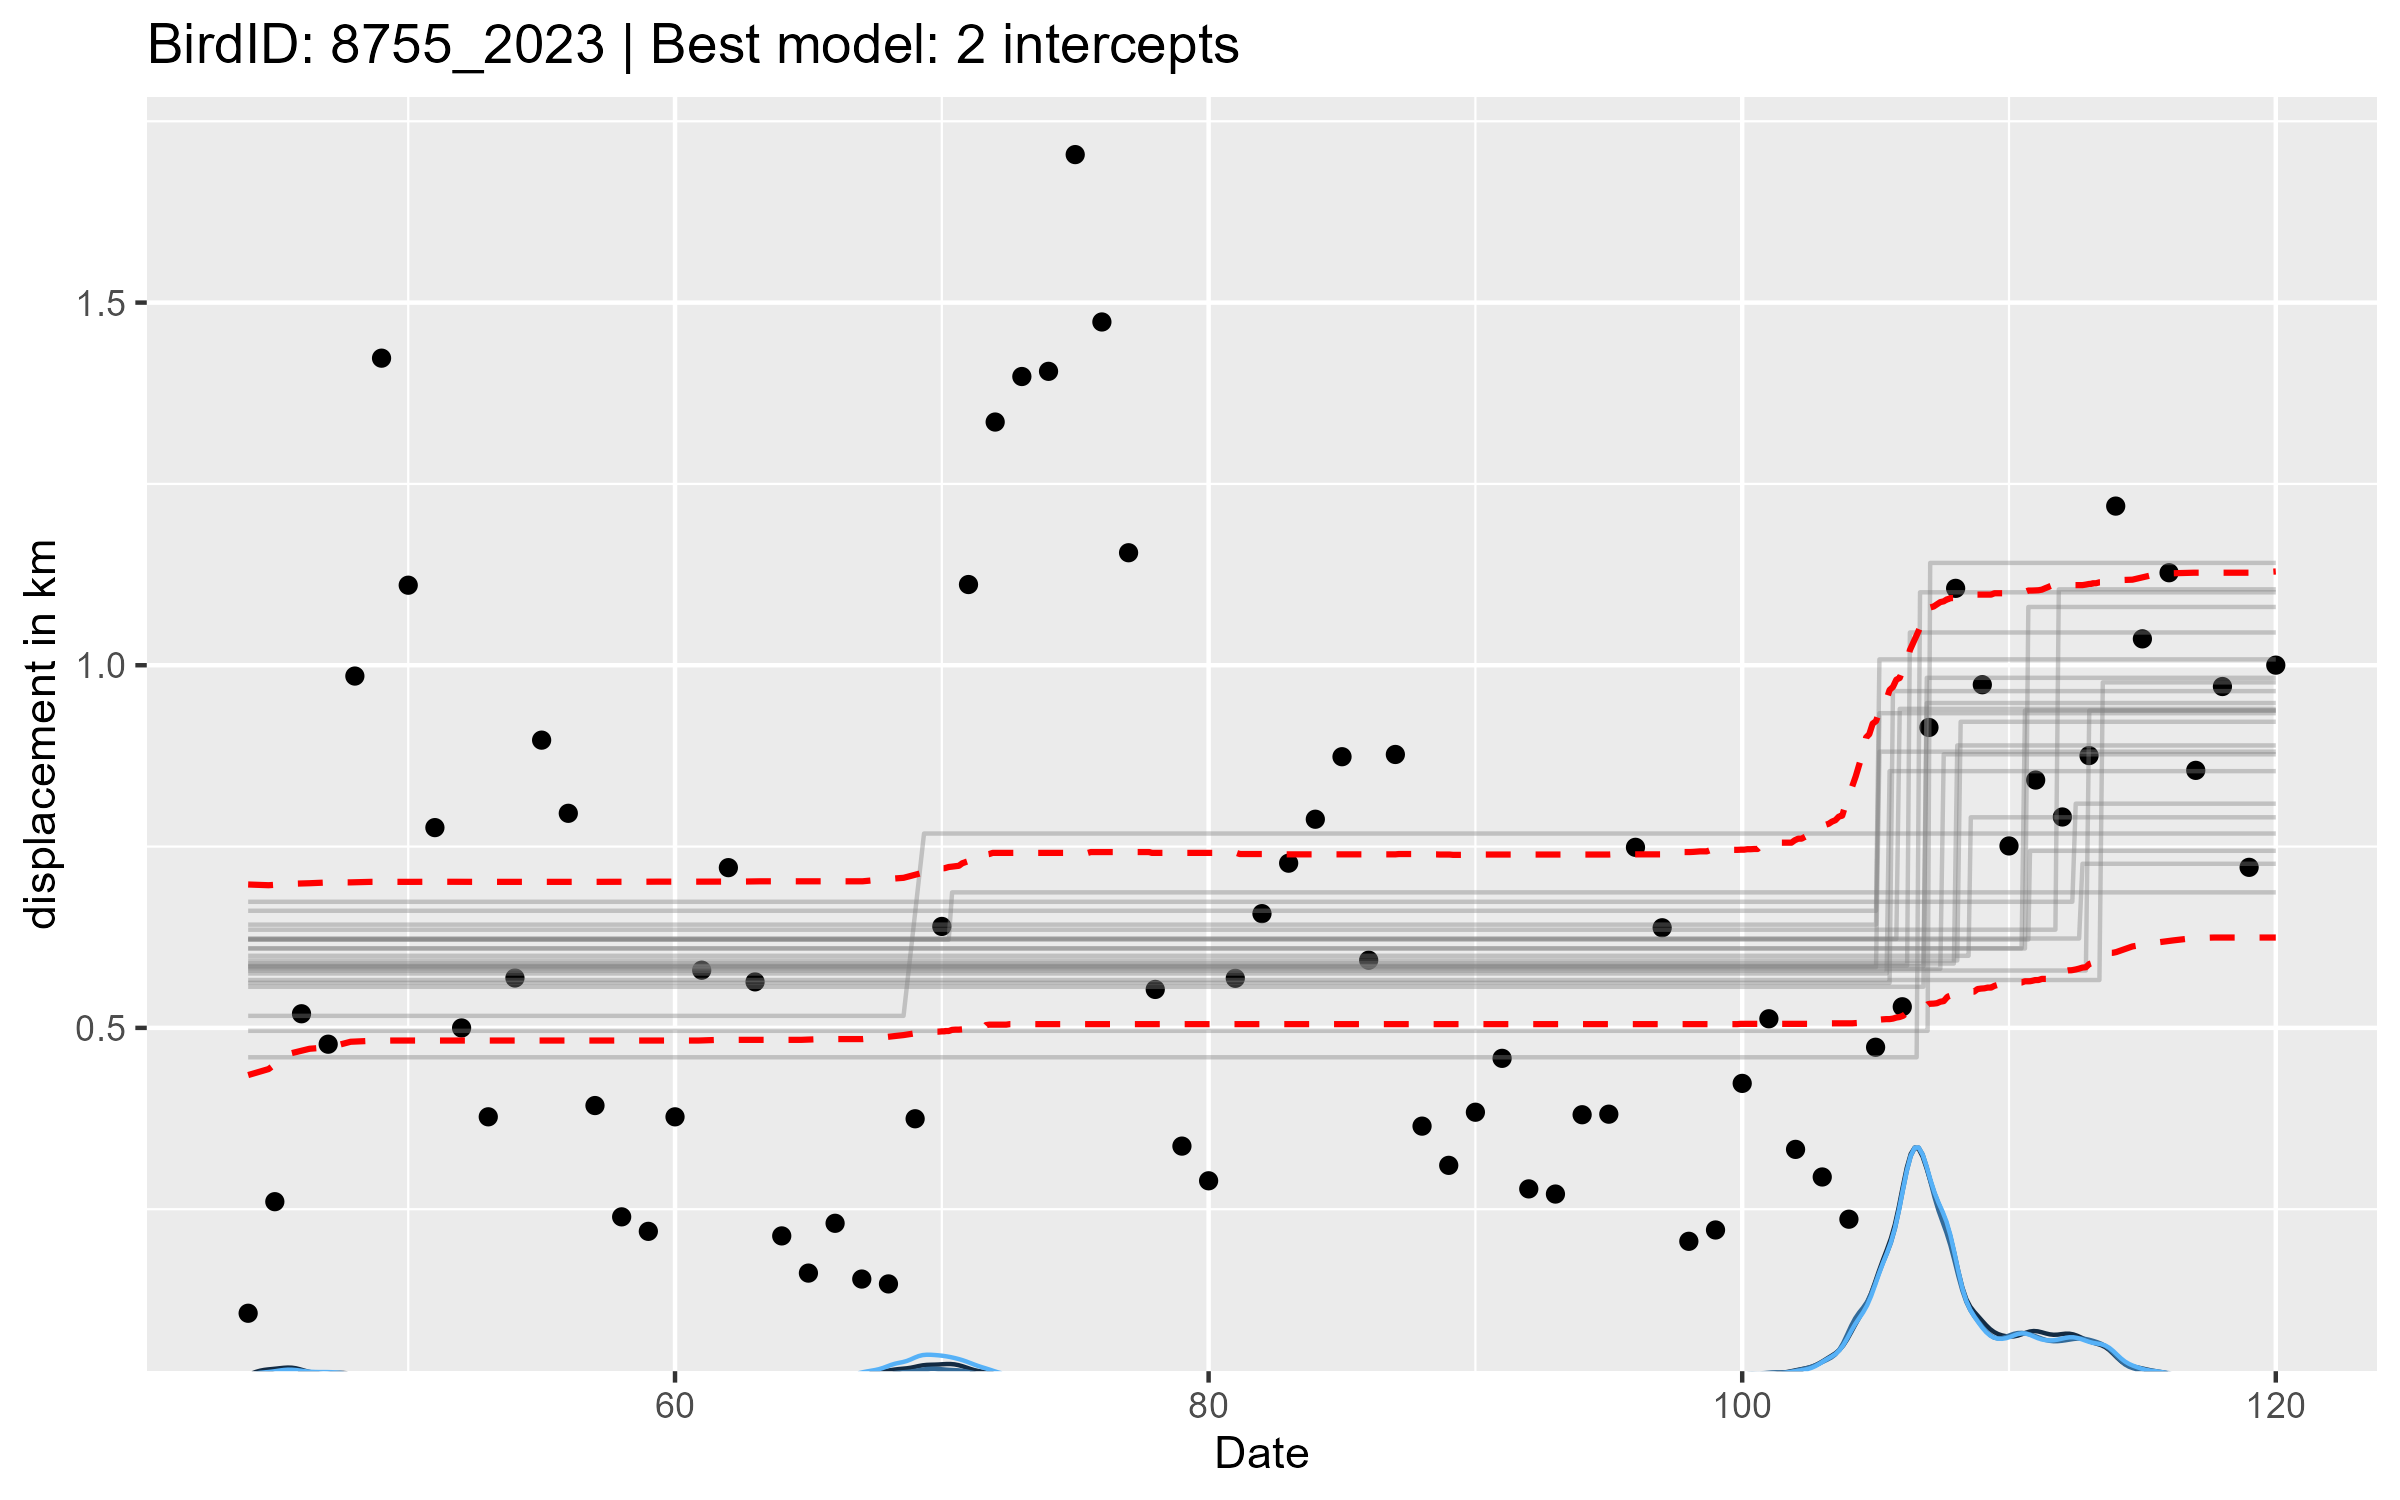 BirdID: 8755_2023 | Best model: 2 intercepts
displacement in km
1.5
1.0
0.5
60 80 100 120
Date